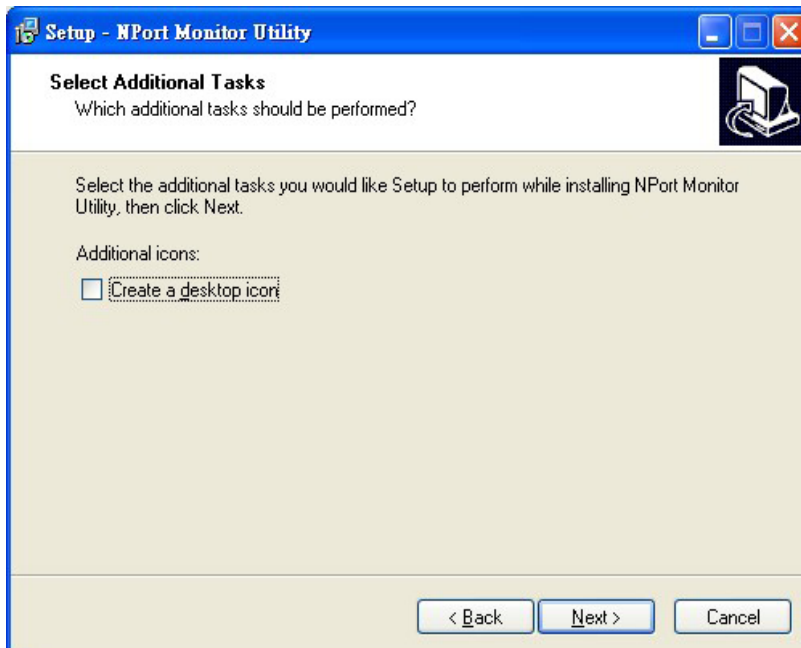 Setup - NPort Monitor Utility
Select Additional Tasks
Which additional tasks should be performed?
Select the additional tasks you would like Setup to perform while installing NPort Monitor
Utility, then click Next.
Additional icons:
Create a desktop icon
< Back
Next >
Cancel